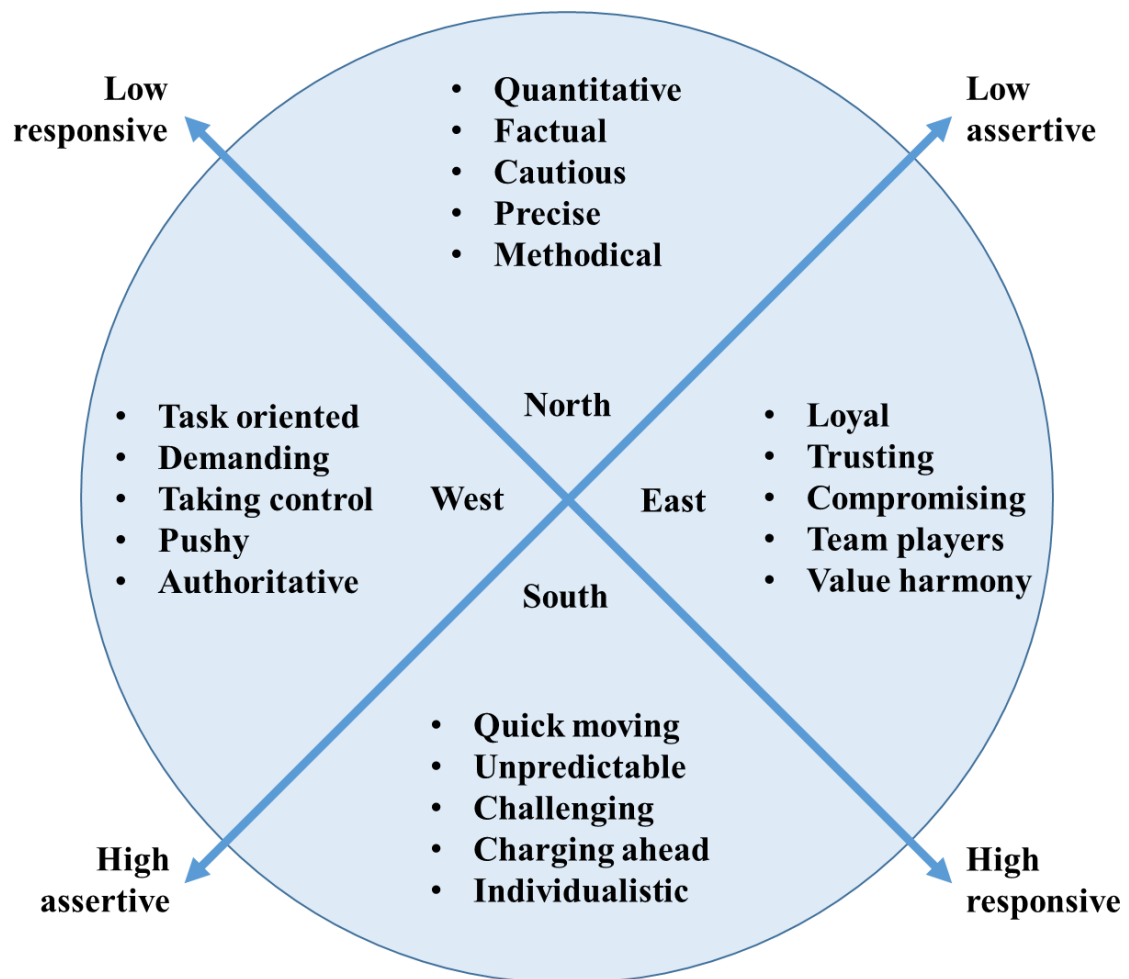 Low
responsive
• Quantitative
• Factual
• Cautious
• Precise
• Methodical
Low
assertive
North
• Task oriented
• Demanding
• Taking control
• Pushy
• Authoritative
West
East
• Loyal
• Trusting
• Compromising
• Team players
• Value harmony
South
• Quick moving
• Unpredictable
• Challenging
• Charging ahead
• Individualistic
High
assertive
High
responsive